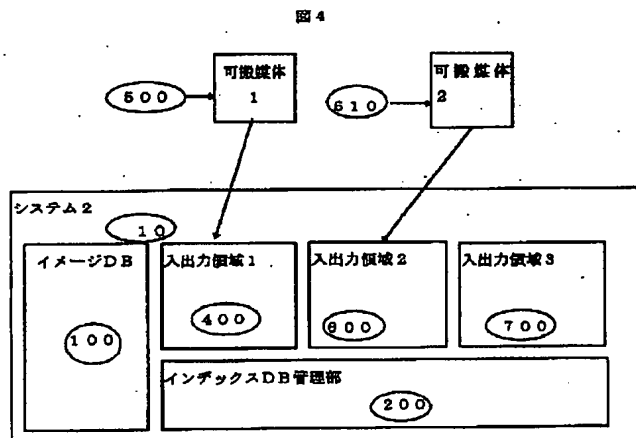 図4
可搬媒体
1
可搬媒体
2
500
610
システム2
10
イメージDB
入出力領域1
入出力領域2
入出力領域3
100
400
600
700
インデックスDB管理部
200